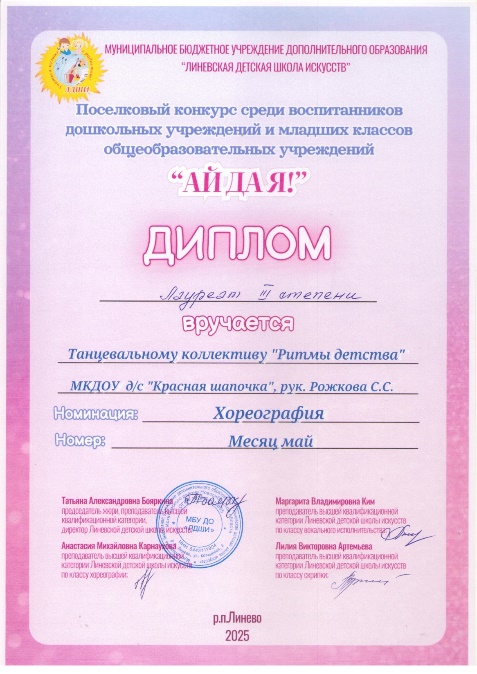 МУНИЦИПАЛЬНОЕ БЮДЖЕТНОЕ УЧРЕЖДЕНИЕ ДОПОЛНИТЕЛЬНОГО ОБРАЗОВАНИЯ
"ЛИНЕВСКАЯ ДЕТСКАЯ ШКОЛА ИСКУССТВ"
Поселковый конкурс среди воспитанников
дошкольных учреждений и младших классов
общеобразовательных учреждений
"АЙ ДА Я!"
ДИПЛОМ
Лауреат III степени
вручается
Танцевальному коллективу "Ритмы детства"
МКДОУ д/с "Красная шапочка", рук. Рожкова С.С.
Номинация: Хореография
Номер: Месяц май
Татьяна Александровна Бояркина
председатель жюри, преподаватель высшей
квалификационной категории,
директор Линевской детской школы искусств
Анастасия Михайловна Карнаухова
преподаватель высшей квалификационной
категории Линевской детской школы искусств
по классу хореографии:
МБУ ДО
«ЛДШИ»
Маргарита Владимировна Ким
преподаватель высшей квалификационной
категории Линевской детской школы искусств
по классу вокального исполнительства:
Лилия Викторовна Артемьева
преподаватель высшей квалификационной
категории Линевской детской школы искусств
по классу скрипки:
р.п.Линево
2025